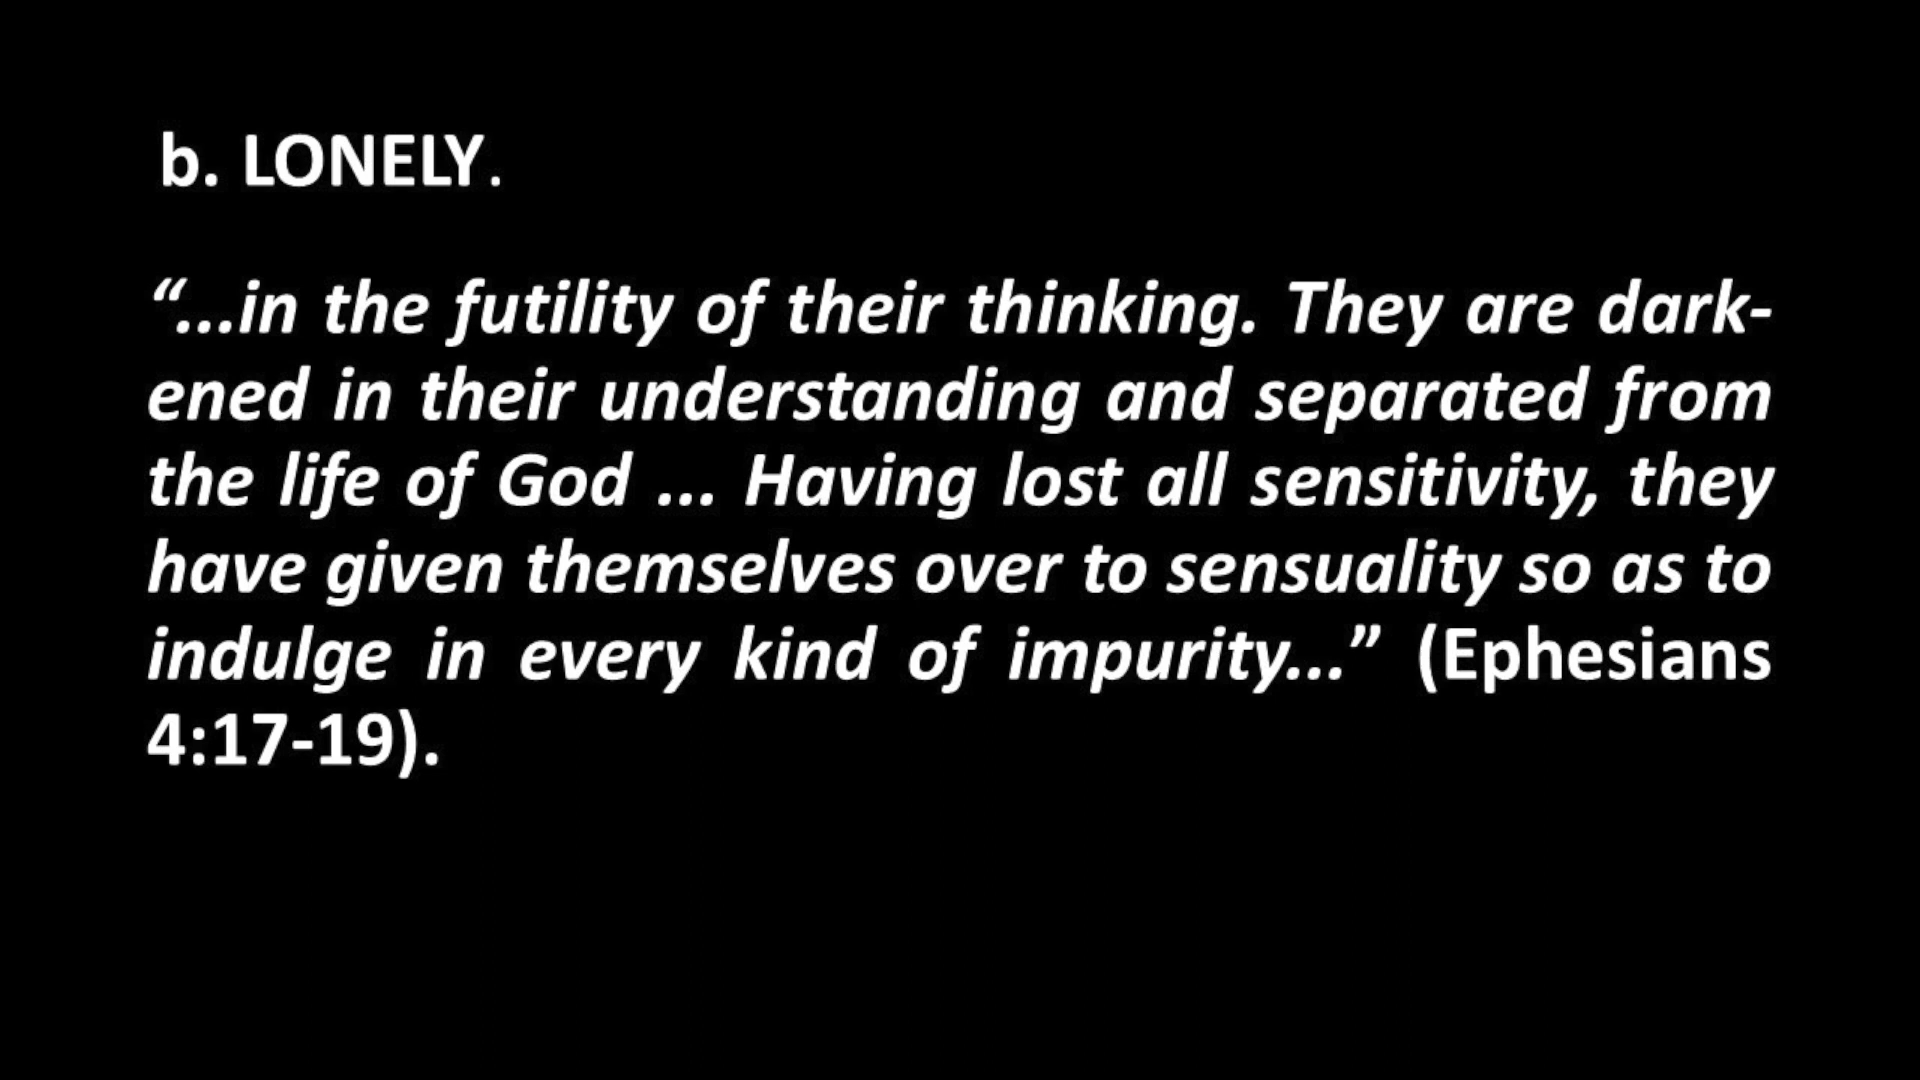 b. LONELY.
“...in the futility of their thinking. They are dark-
ened in their understanding and separated from
the life of God ... Having lost all sensitivity, they
have given themselves over to sensuality so as to
indulge in every kind of impurity...” (Ephesians
4:17-19).